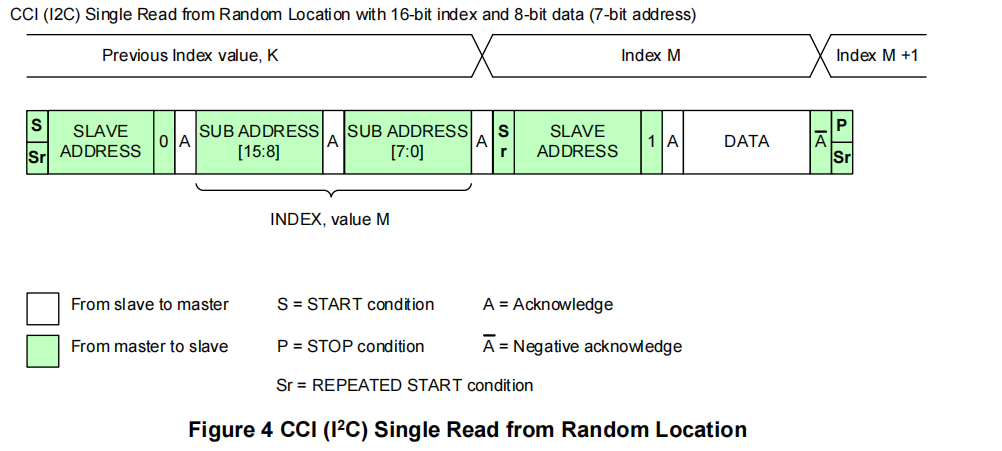 CCI (I2C) Single Read from Random Location with 16-bit index and 8-bit data (7-bit address)
Previous Index value, K
Index M
Index M +1
S
Sr
SLAVE
ADDRESS
0
A
SUB ADDRESS
[15:8]
A
SUB ADDRESS
[7:0]
A
S
r
SLAVE
ADDRESS
1
A
DATA
A̅
P
Sr
INDEX, value M
From slave to master
S = START condition
A = Acknowledge
From master to slave
P = STOP condition
A̅ = Negative acknowledge
Sr = REPEATED START condition
Figure 4 CCI (I²C) Single Read from Random Location